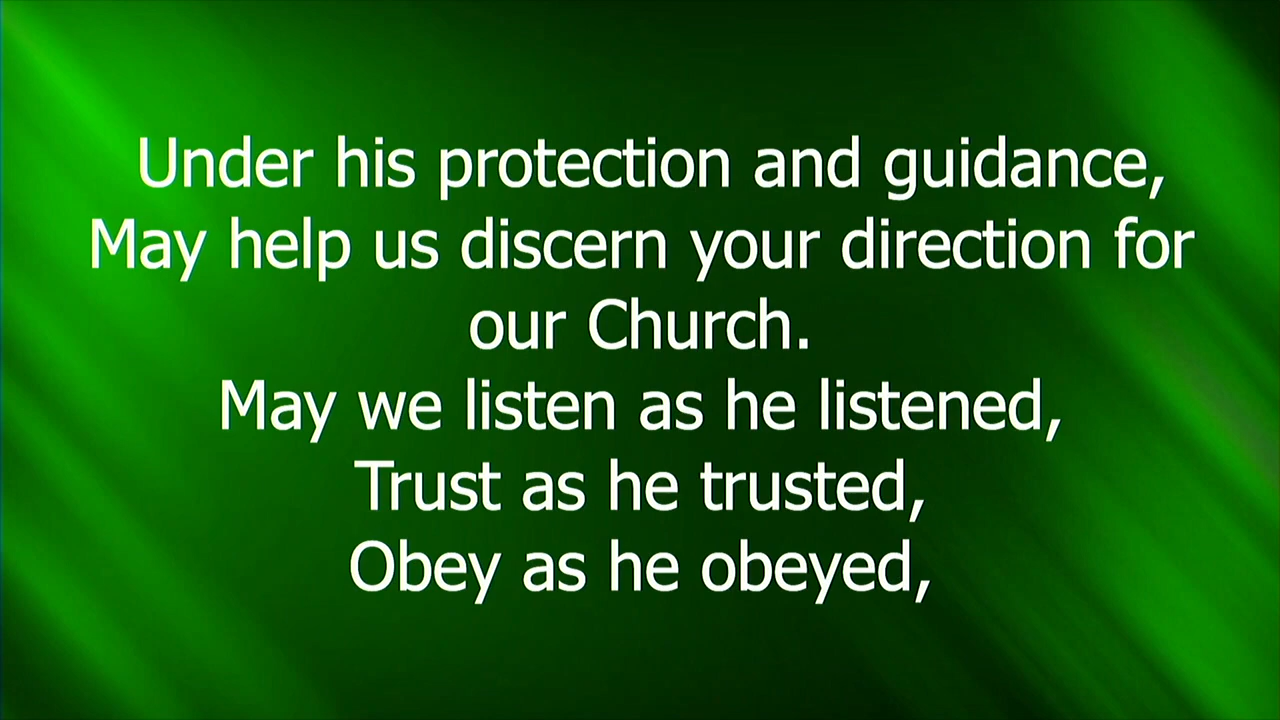 Under his protection and guidance,
May help us discern your direction for
our Church.
May we listen as he listened,
Trust as he trusted,
Obey as he obeyed,